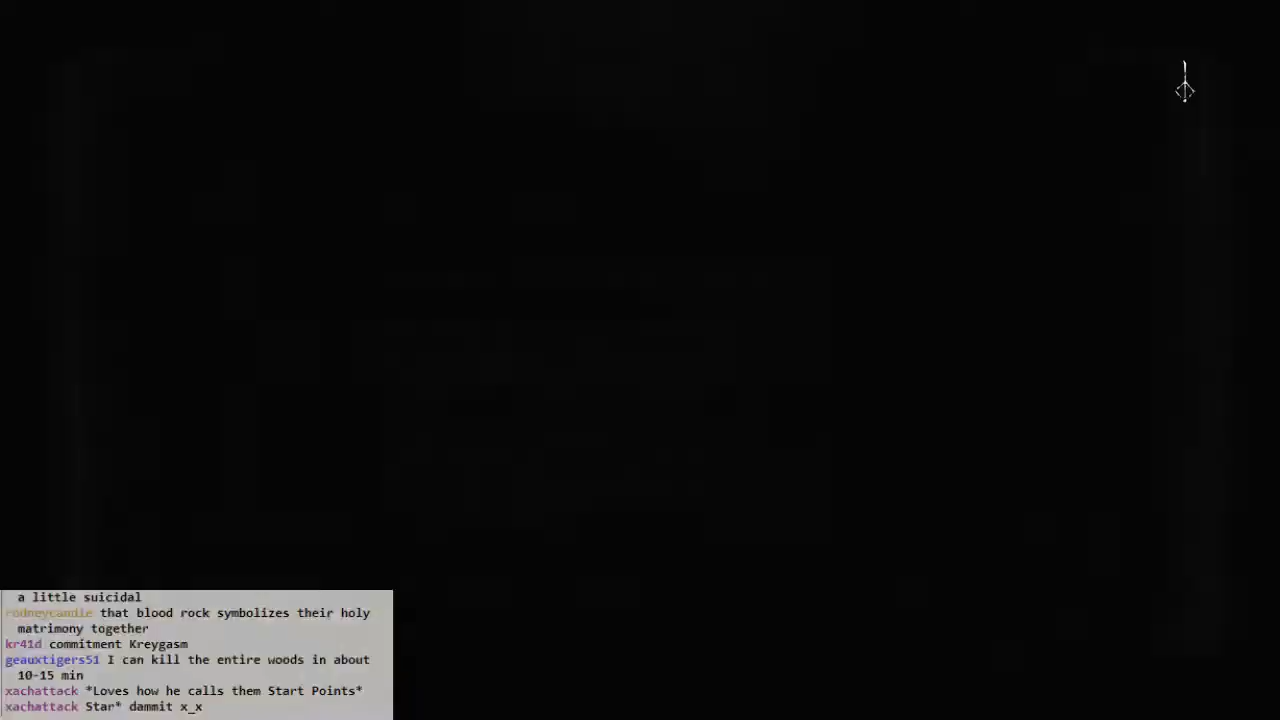 a little suicidal
rodneycandie that blood rock symbolizes their holy
matrimony together
kr41d commitment Kreygasm
geauxtigers51 I can kill the entire woods in about
10-15 min
xachattack *Loves how he calls them Start Points*
xachattack Star* dammit x_x